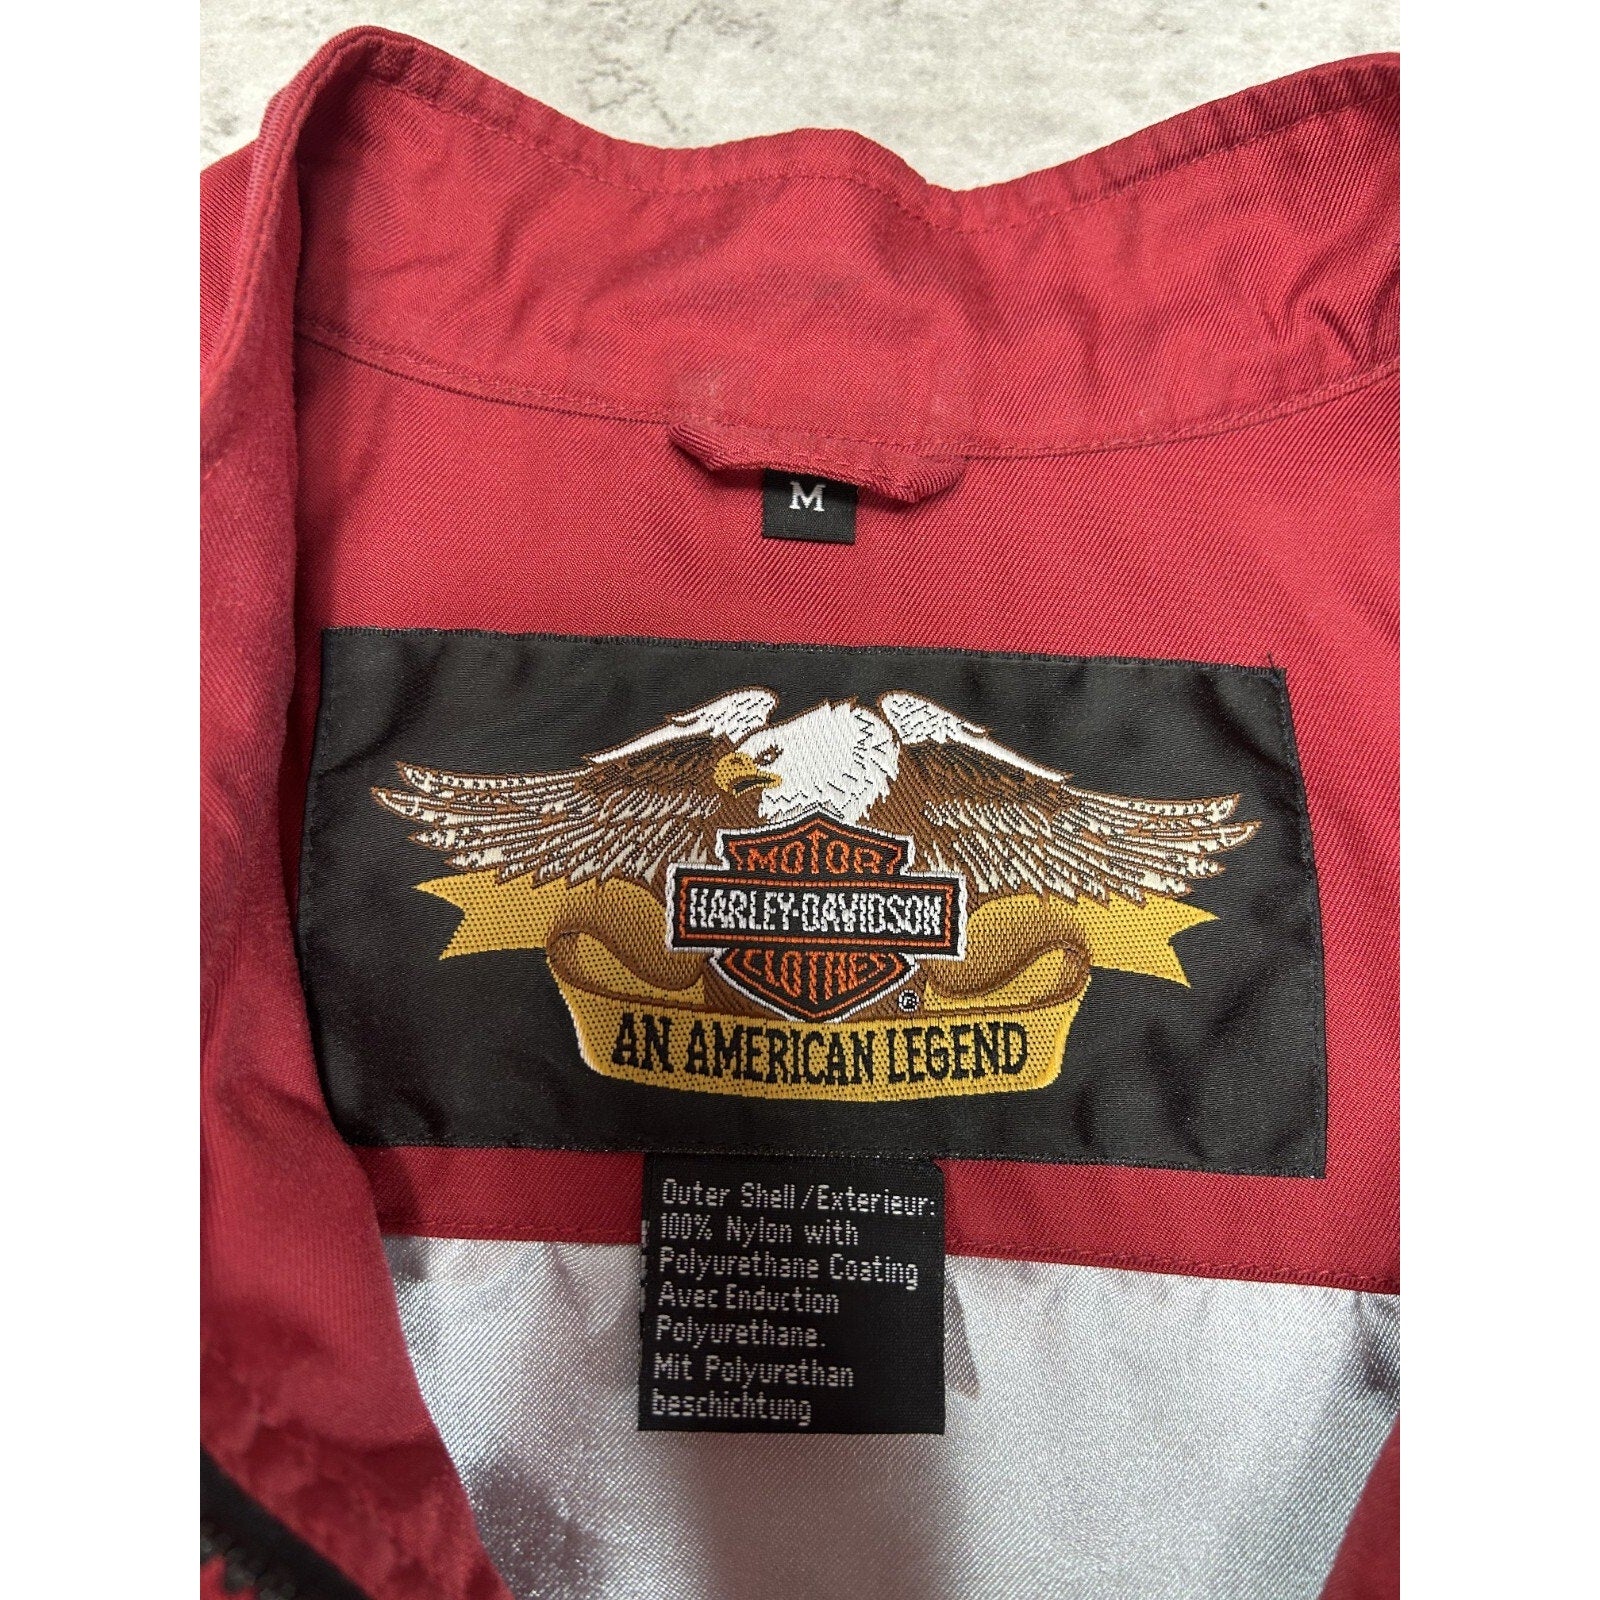 M
MOTOR
HARLEY-DAVIDSON
CLOTHES
®
AN AMERICAN LEGEND
Outer Shell/Exterieur:
100% Nylon with
Polyurethane Coating
Avec Enduction
Polyurethane.
Mit Polyurethan
beschichtung